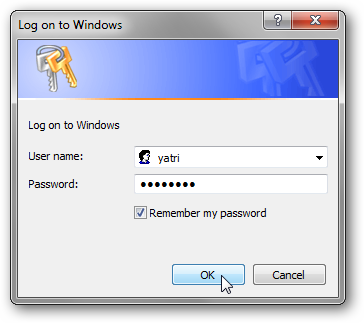 Log on to Windows
Log on to Windows
User name: yatri
Password: ●●●●●●●●
Remember my password
OK Cancel